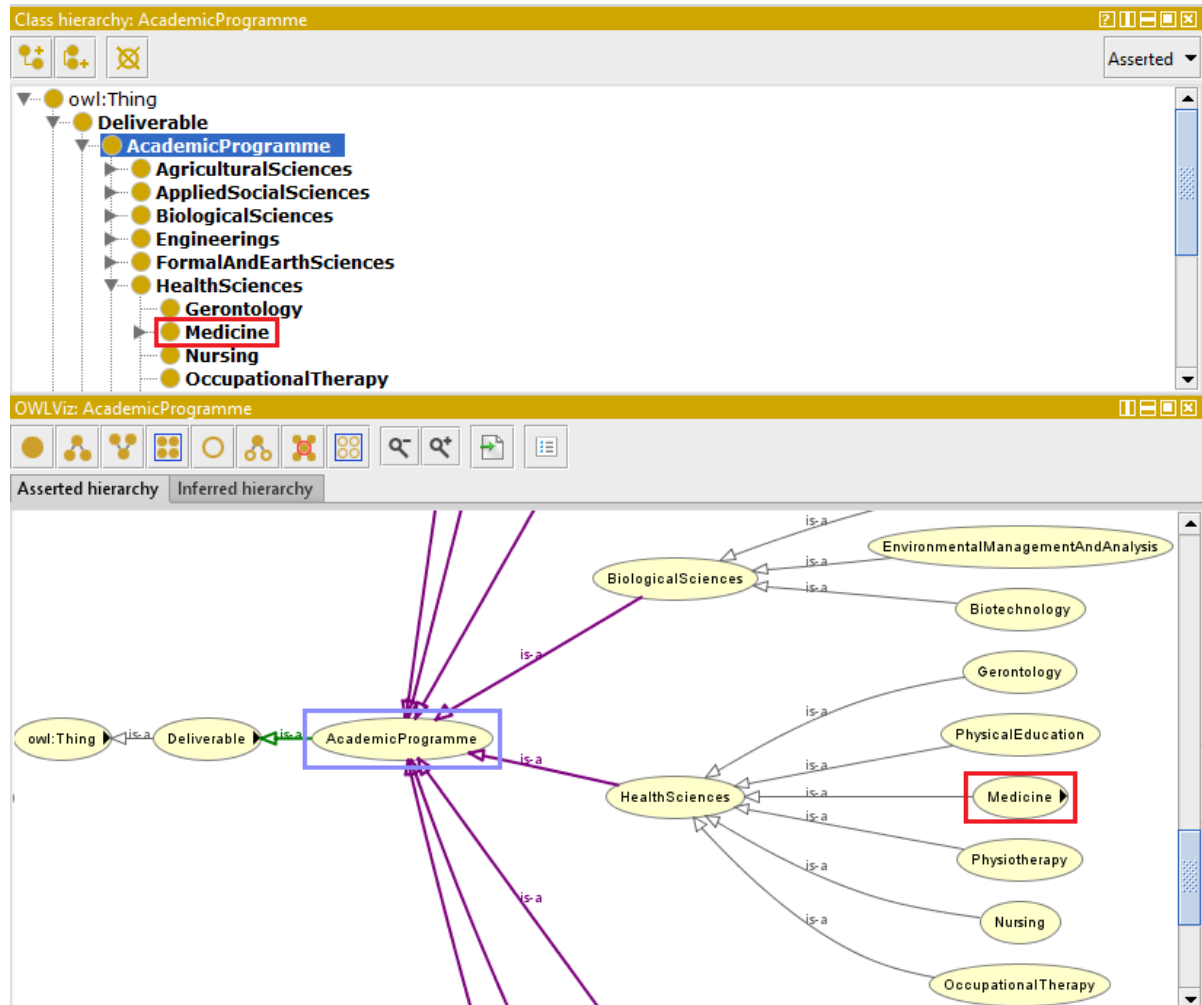 Class hierarchy: AcademicProgramme
Asserted
owl:Thing
Deliverable
AcademicProgramme
AgriculturalSciences
AppliedSocialSciences
BiologicalSciences
Engineerings
FormalAndEarthSciences
HealthSciences
Gerontology
Medicine
Nursing
OccupationalTherapy
OWLViz: AcademicProgramme
Asserted hierarchy Inferred hierarchy
is-a
EnvironmentalManagementAndAnalysis
is-a
BiologicalSciences
is-a
Biotechnology
is-a
Gerontology
is-a
PhysicalEducation
owl:Thing is-a Deliverable is-a AcademicProgramme
is-a
is-a
HealthSciences is-a Medicine
is-a
Physiotherapy
is-a
is-a
Nursing
is-a
OccupationalTherapy